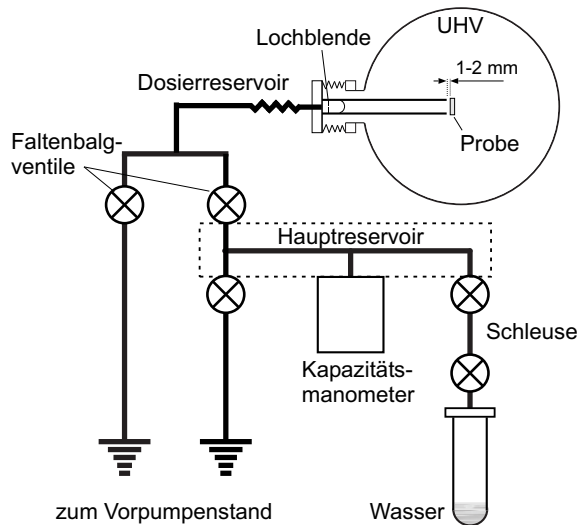 UHV
Lochblende
1-2 mm
Dosierreservoir
Probe
Faltenbalg-
ventile
Hauptreservoir
Schleuse
Kapazitäts-
manometer
zum Vorpumpenstand
Wasser